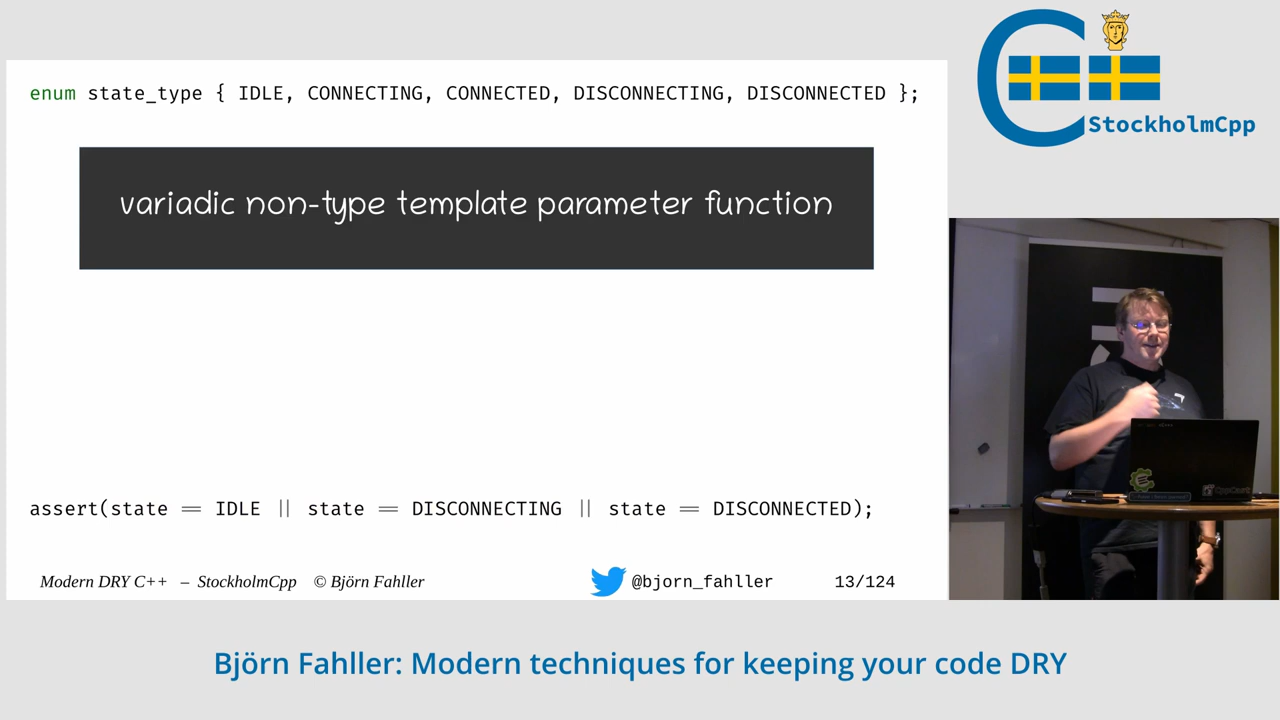 enum state_type { IDLE, CONNECTING, CONNECTED, DISCONNECTING, DISCONNECTED };
variadic non-type template parameter function
assert(state == IDLE || state == DISCONNECTING || state == DISCONNECTED);
Modern DRY C++ – StockholmCpp © Björn Fahller
@bjorn_fahller
13/124
StockholmCpp
Björn Fahller: Modern techniques for keeping your code DRY